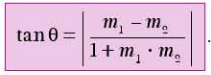 tan θ = | (m₁ − m₂) / (1 + m₁ · m₂) | .